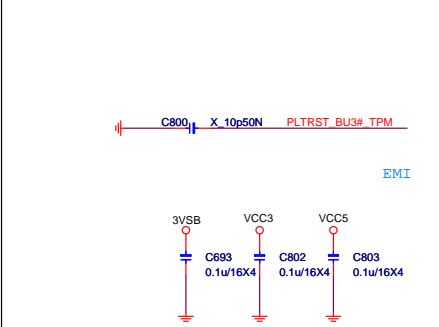 C800 X_10p50N PLTRST_BU3#_TPM
EMI
3VSB VCC3 VCC5
C693 C802 C803
0.1u/16X4 0.1u/16X4 0.1u/16X4